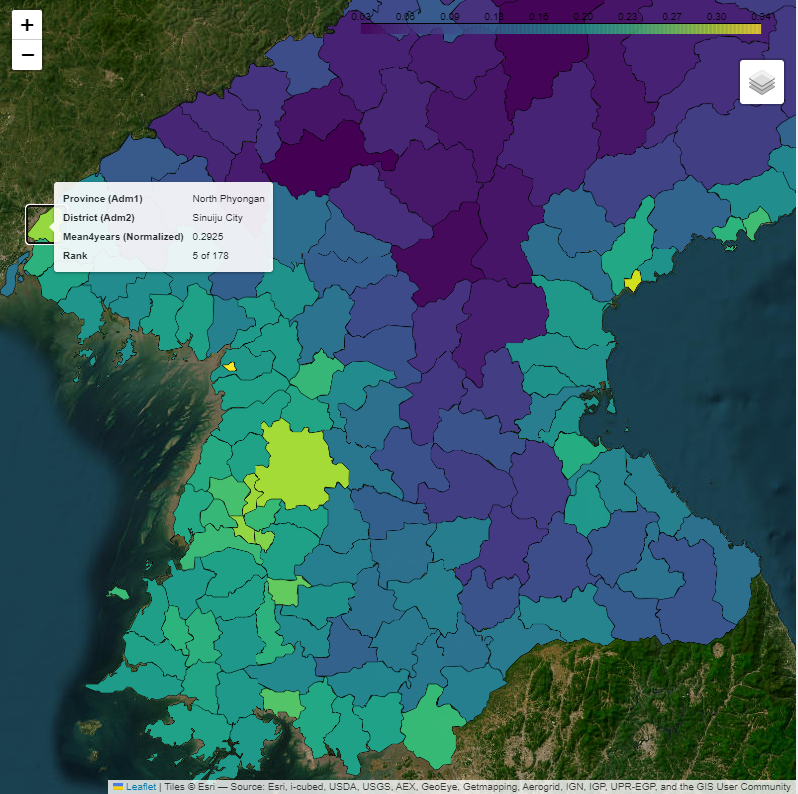 +
0.03 0.06 0.09 0.13 0.16 0.20 0.23 0.27 0.30 0.34
−
Province (Adm1) North Phyongan
District (Adm2) Sinuiju City
Mean4years (Normalized) 0.2925
Rank 5 of 178
Leaflet | Tiles © Esri — Source: Esri, i-cubed, USDA, USGS, AEX, GeoEye, Getmapping, Aerogrid, IGN, IGP, UPR-EGP, and the GIS User Community